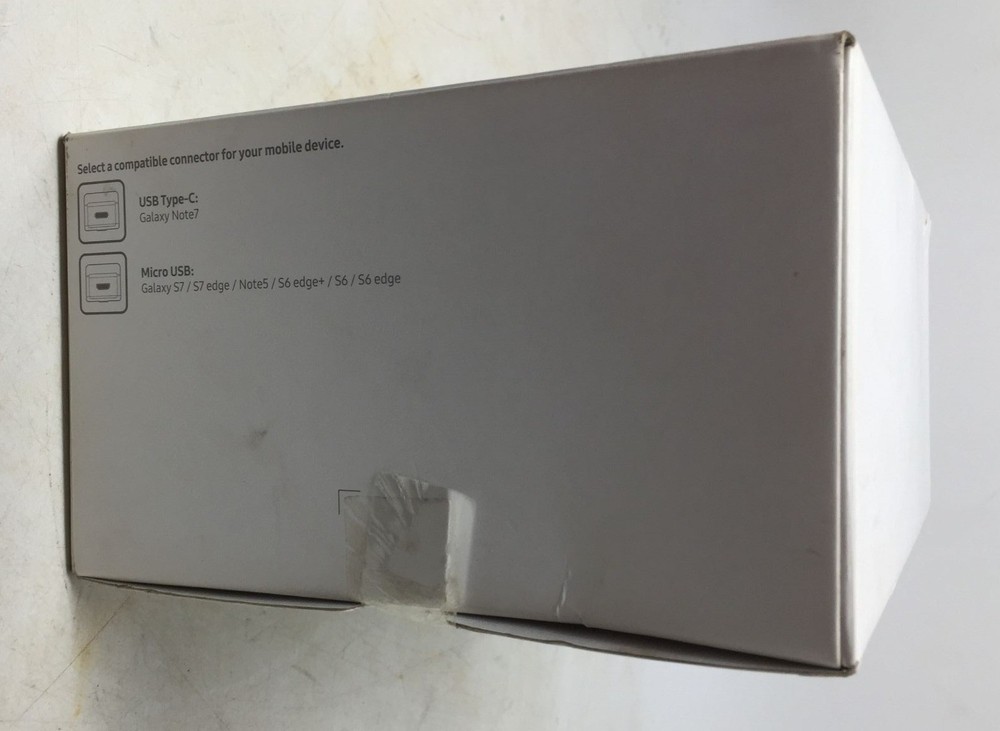 Select a compatible connector for your mobile device.
USB Type-C:
Galaxy Note7
Micro USB:
Galaxy S7 / S7 edge / Note5 / S6 edge+ / S6 / S6 edge